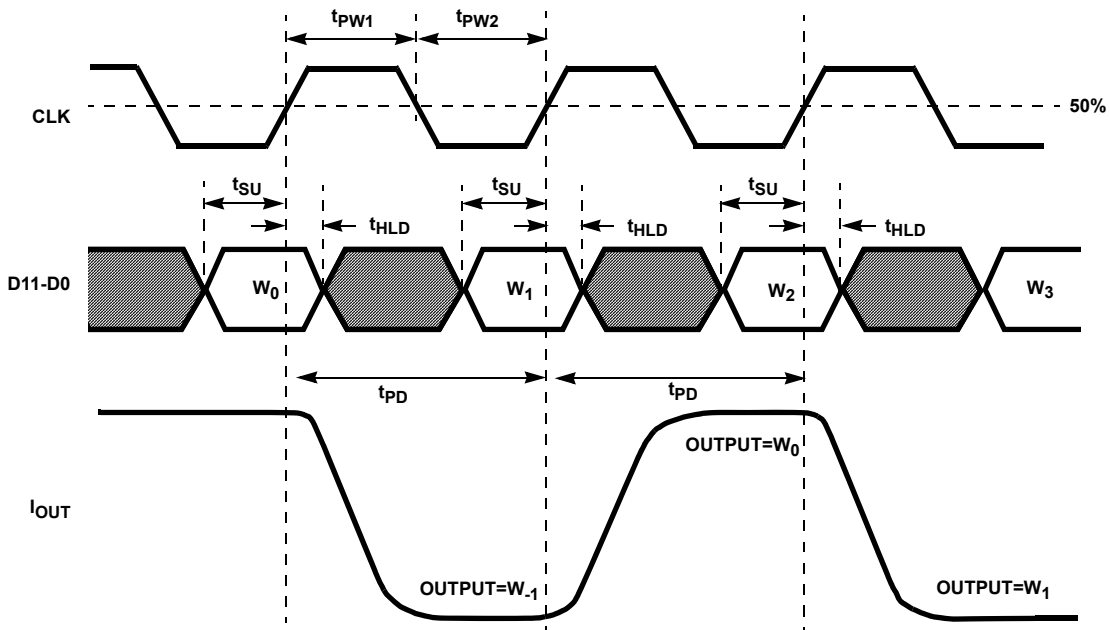 tPW1 tPW2
CLK
50%
tSU tSU tSU
tHLD tHLD tHLD
D11-D0
W0 W1 W2 W3
tPD tPD
OUTPUT=W0
IOUT
OUTPUT=W-1 OUTPUT=W1